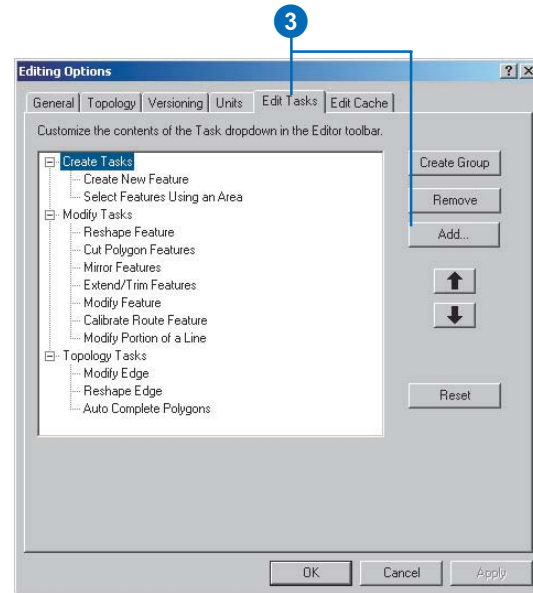 3
Editing Options
General Topology Versioning Units Edit Tasks Edit Cache
Customize the contents of the Task dropdown in the Editor toolbar.
Create Tasks
Create New Feature
Select Features Using an Area
Modify Tasks
Reshape Feature
Cut Polygon Features
Mirror Features
Extend/Trim Features
Modify Feature
Calibrate Route Feature
Modify Portion of a Line
Topology Tasks
Modify Edge
Reshape Edge
Auto Complete Polygons
Create Group
Remove
Add...
Reset
OK Cancel Apply